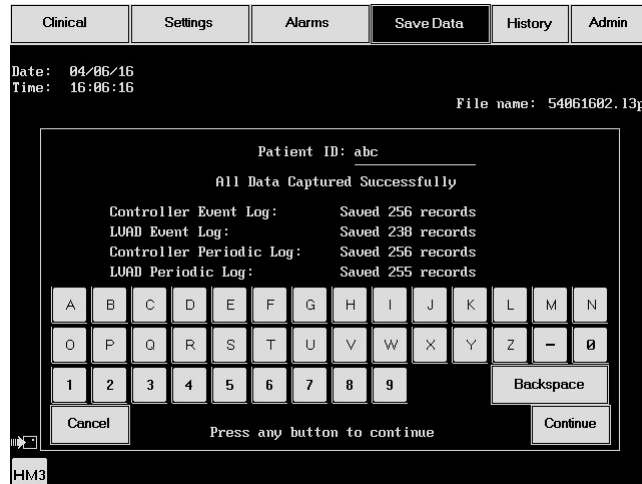 Clinical Settings Alarms Save Data History Admin
Date: 04/06/16
Time: 16:06:16
File name: 54061602.13p
Patient ID: abc
All Data Captured Successfully
Controller Event Log: Saved 256 records
LVAD Event Log: Saved 238 records
Controller Periodic Log: Saved 256 records
LVAD Periodic Log: Saved 255 records
A B C D E F G H I J K L M N
O P Q R S T U V W X Y Z - 0
1 2 3 4 5 6 7 8 9 Backspace
Cancel Press any button to continue Continue
HM3